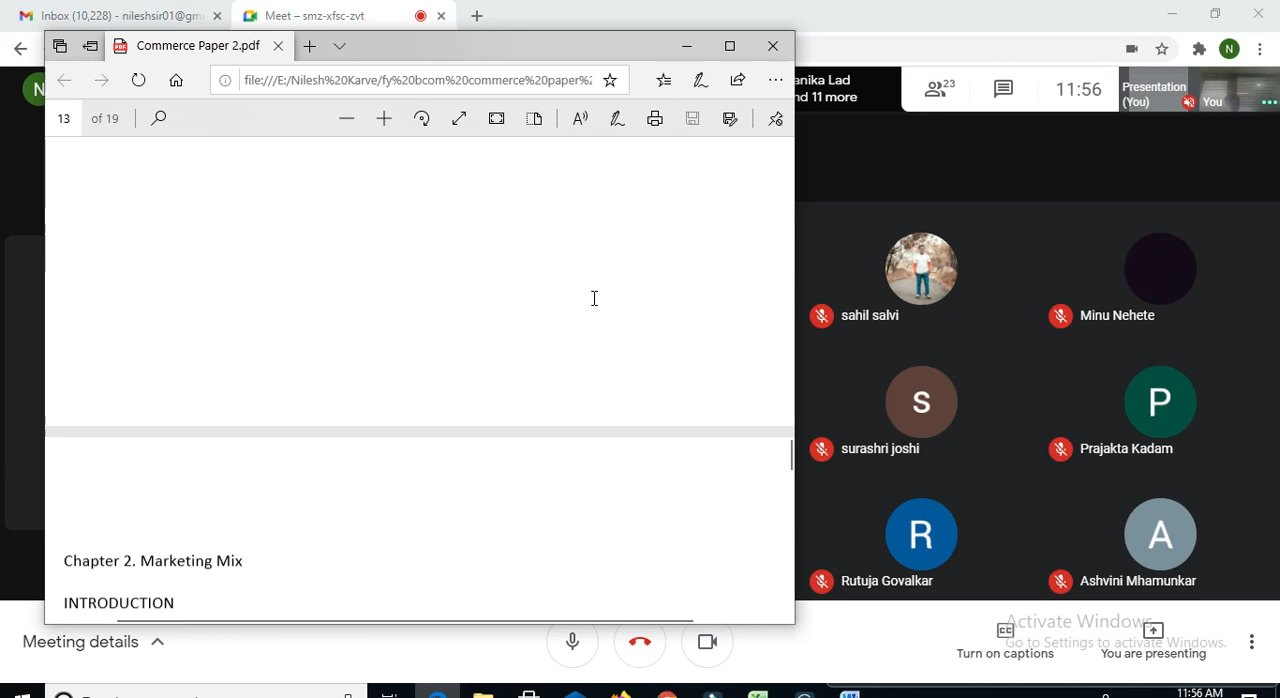 Inbox (10,228) - nileshsir01@gm
Meet – smz-xfsc-zvt
Commerce Paper 2.pdf
file:///E:/Nilesh%20Karve/fy%20bcom%20commerce%20paper%2
N
N
anika Lad
nd 11 more
23
11:56
Presentation
(You)
You
13 of 19
sahil salvi
Minu Nehete
S
surashri joshi
P
Prajakta Kadam
R
Rutuja Govalkar
A
Ashvini Mhamunkar
Chapter 2. Marketing Mix
INTRODUCTION
Meeting details
Activate Windows
Go to Settings to activate Windows.
Turn on captions
You are presenting
11:56 AM